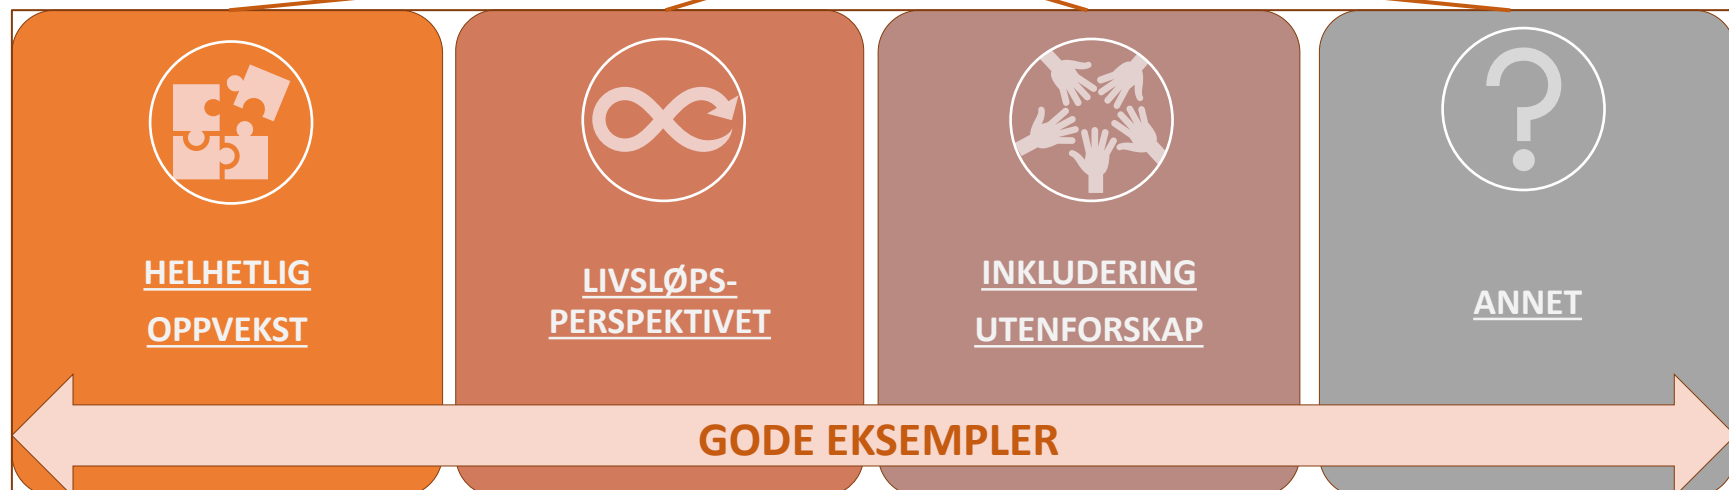 HELHETLIG
OPPVEKST
LIVSLØPS-
PERSPEKTIVET
INKLUDERING
UTENFORSKAP
ANNET
GODE EKSEMPLER